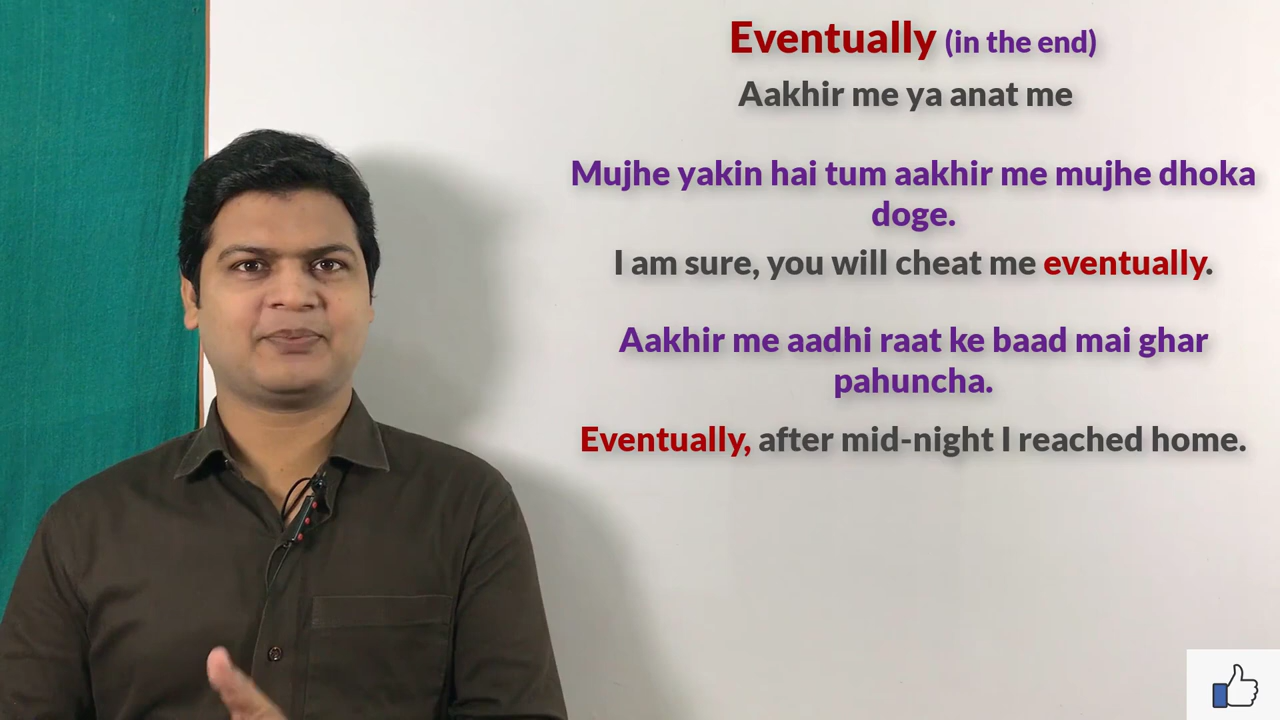 Eventually (in the end)
Aakhir me ya anat me
Mujhe yakin hai tum aakhir me mujhe dhoka
doge.
I am sure, you will cheat me eventually.
Aakhir me aadhi raat ke baad mai ghar
pahuncha.
Eventually, after mid-night I reached home.